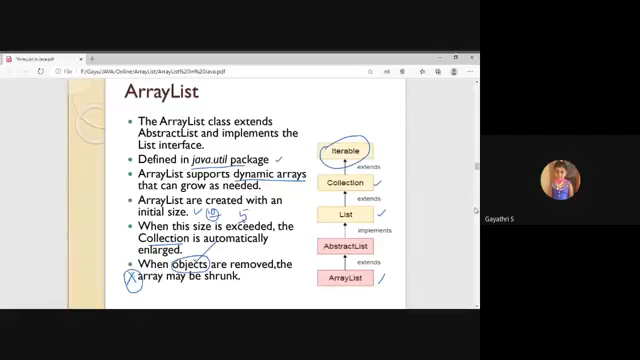 ArrayList in Java.pdf
F:/Gayu/JAVA/Online/ArrayList/ArrayList%20in%20Java.pdf
ArrayList
• The ArrayList class extends
AbstractList and implements the
List interface.
• Defined in java.util package
• ArrayList supports dynamic arrays
that can grow as needed.
• ArrayList are created with an
initial size. 10 5
• When this size is exceeded, the
Collection is automatically
enlarged.
• When objects are removed, the
X array may be shrunk.
Iterable
extends
Collection
extends
List
implements
AbstractList
extends
ArrayList
Gayathri S